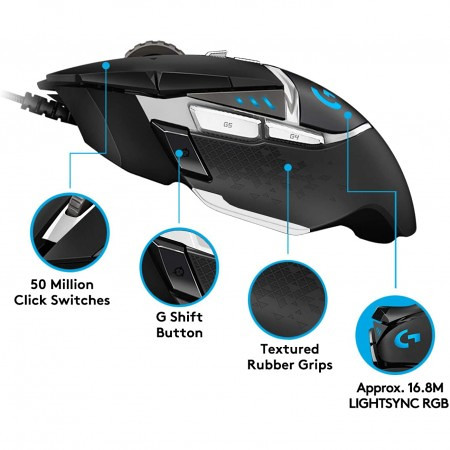 G5
G4
50 Million
Click Switches
G Shift
Button
Textured
Rubber Grips
Approx. 16.8M
LIGHTSYNC RGB